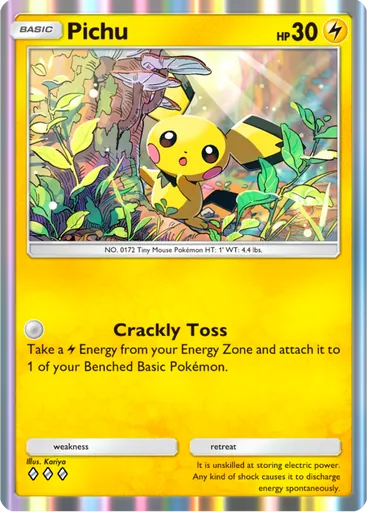 BASIC Pichu HP 30
NO. 0172 Tiny Mouse Pokémon HT: 1' WT: 4.4 lbs.
Crackly Toss
Take a Energy from your Energy Zone and attach it to
1 of your Benched Basic Pokémon.
weakness retreat
Illus. Kariya
It is unskilled at storing electric power.
Any kind of shock causes it to discharge
energy spontaneously.